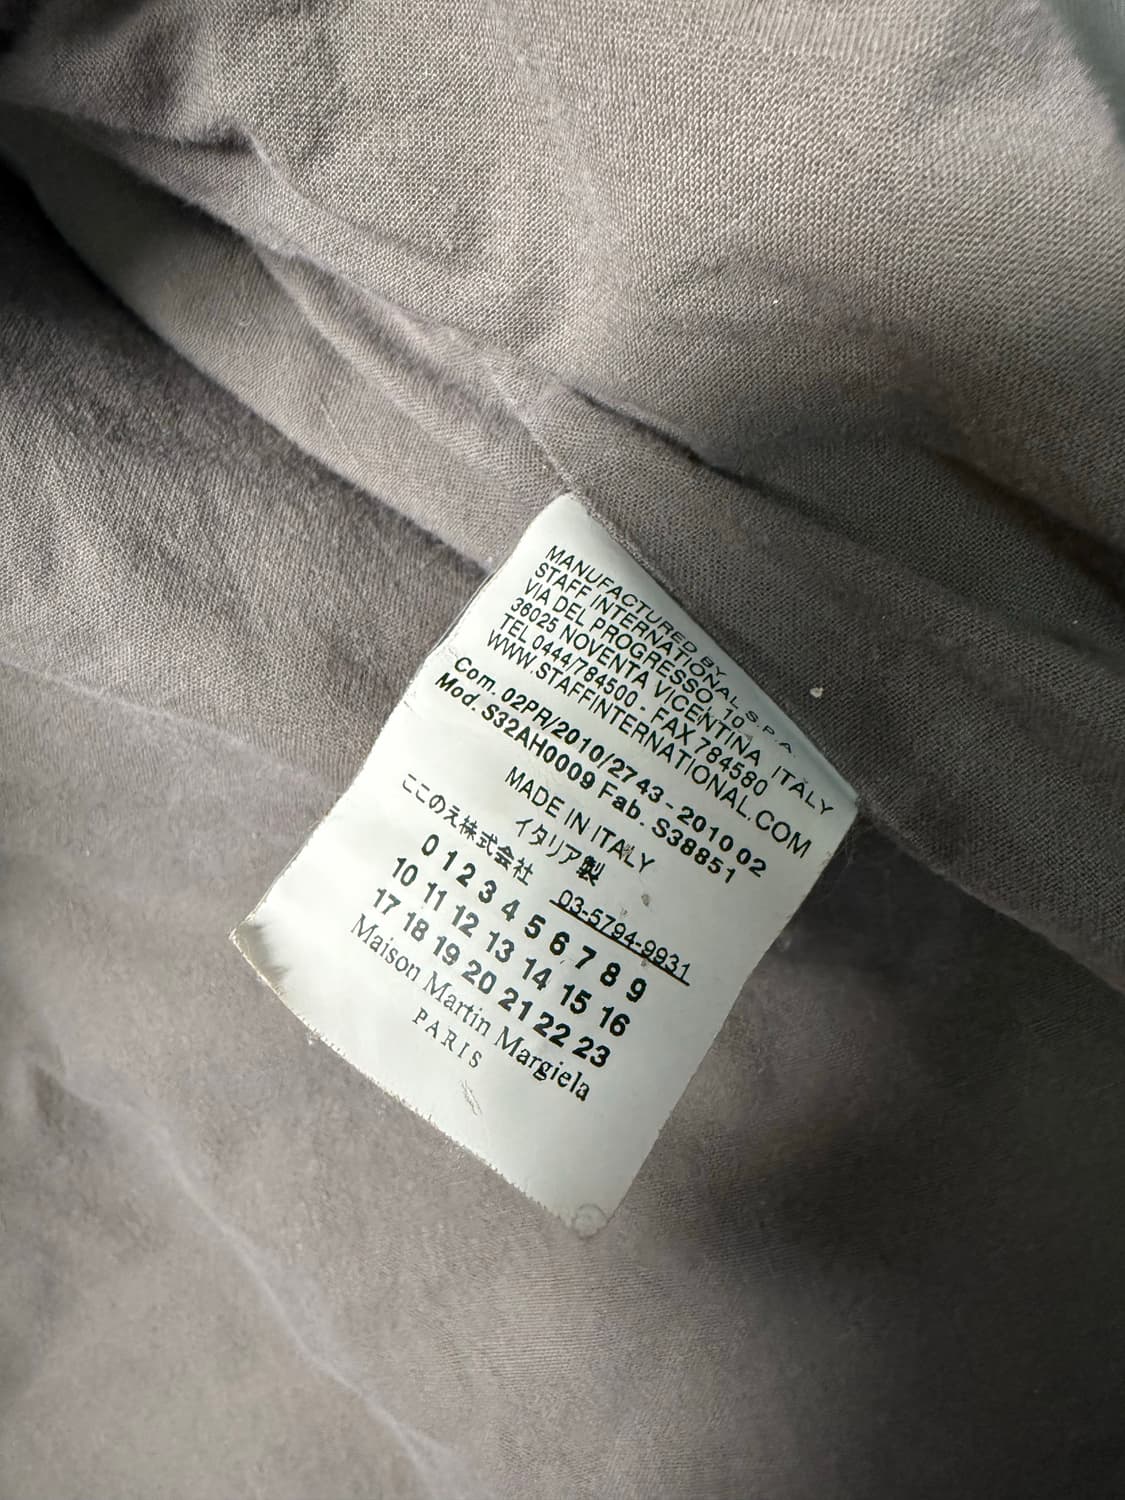 MANUFACTURED BY
STAFF INTERNATIONAL S.P.A.
VIA DEL PROGRESSO, 10
36025 NOVENTA VICENTINA ITALY
TEL 0444/784500 - FAX 784580
WWW.STAFFINTERNATIONAL.COM
Com. 02PR/2010/2743 - 2010 02
Mod. S32AH0009 Fab. S38851
MADE IN ITALY
イタリア製
ここのえ株式会社 03-5794-9931
0 1 2 3 4 5 6 7 8 9
10 11 12 13 14 15 16
17 18 19 20 21 22 23
Maison Martin Margiela
PARIS